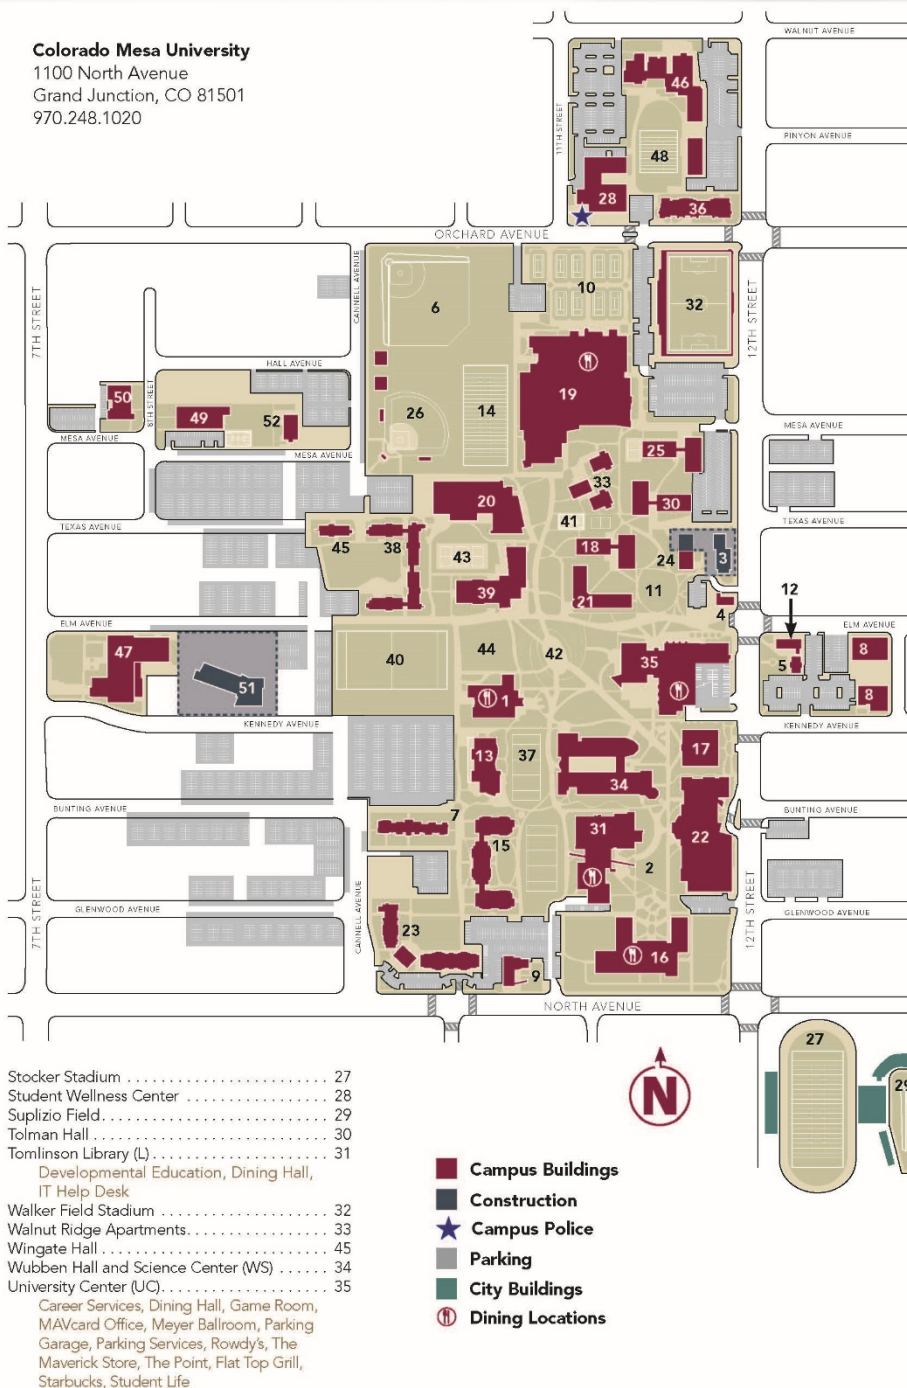 Colorado Mesa University
1100 North Avenue
Grand Junction, CO 81501
970.248.1020
WALNUT AVENUE
46
11TH STREET
PINYON AVENUE
48
28
36
ORCHARD AVENUE
7TH STREET
CANNELL AVENUE
6
10
32
12TH STREET
HALL AVENUE
50
8TH STREET
49
52
26
14
19
MESA AVENUE
MESA AVENUE
MESA AVENUE
25
33
20
30
TEXAS AVENUE
41
TEXAS AVENUE
45
38
43
18
24
3
39
21
11
12
4
ELM AVENUE
ELM AVENUE
47
40
44
42
35
5
8
51
1
8
KENNEDY AVENUE
KENNEDY AVENUE
13
37
17
34
BUNTING AVENUE
7
BUNTING AVENUE
31
22
15
2
7TH STREET
CANNELL AVENUE
12TH STREET
GLENWOOD AVENUE
GLENWOOD AVENUE
23
16
9
NORTH AVENUE
27
29
N
Stocker Stadium . . . . . . . . . . . . . . . . . . . . . . . . . 27
Student Wellness Center . . . . . . . . . . . . . . . . . . 28
Suplizio Field . . . . . . . . . . . . . . . . . . . . . . . . . . . . 29
Tolman Hall . . . . . . . . . . . . . . . . . . . . . . . . . . . . . 30
Tomlinson Library (L) . . . . . . . . . . . . . . . . . . . . . . 31
Developmental Education, Dining Hall,
IT Help Desk
Walker Field Stadium . . . . . . . . . . . . . . . . . . . . . 32
Walnut Ridge Apartments. . . . . . . . . . . . . . . . . . 33
Wingate Hall . . . . . . . . . . . . . . . . . . . . . . . . . . . . 45
Wubben Hall and Science Center (WS) . . . . . . 34
University Center (UC). . . . . . . . . . . . . . . . . . . . . 35
Career Services, Dining Hall, Game Room,
MAVcard Office, Meyer Ballroom, Parking
Garage, Parking Services, Rowdy's, The
Maverick Store, The Point, Flat Top Grill,
Starbucks, Student Life
Campus Buildings
Construction
Campus Police
Parking
City Buildings
Dining Locations